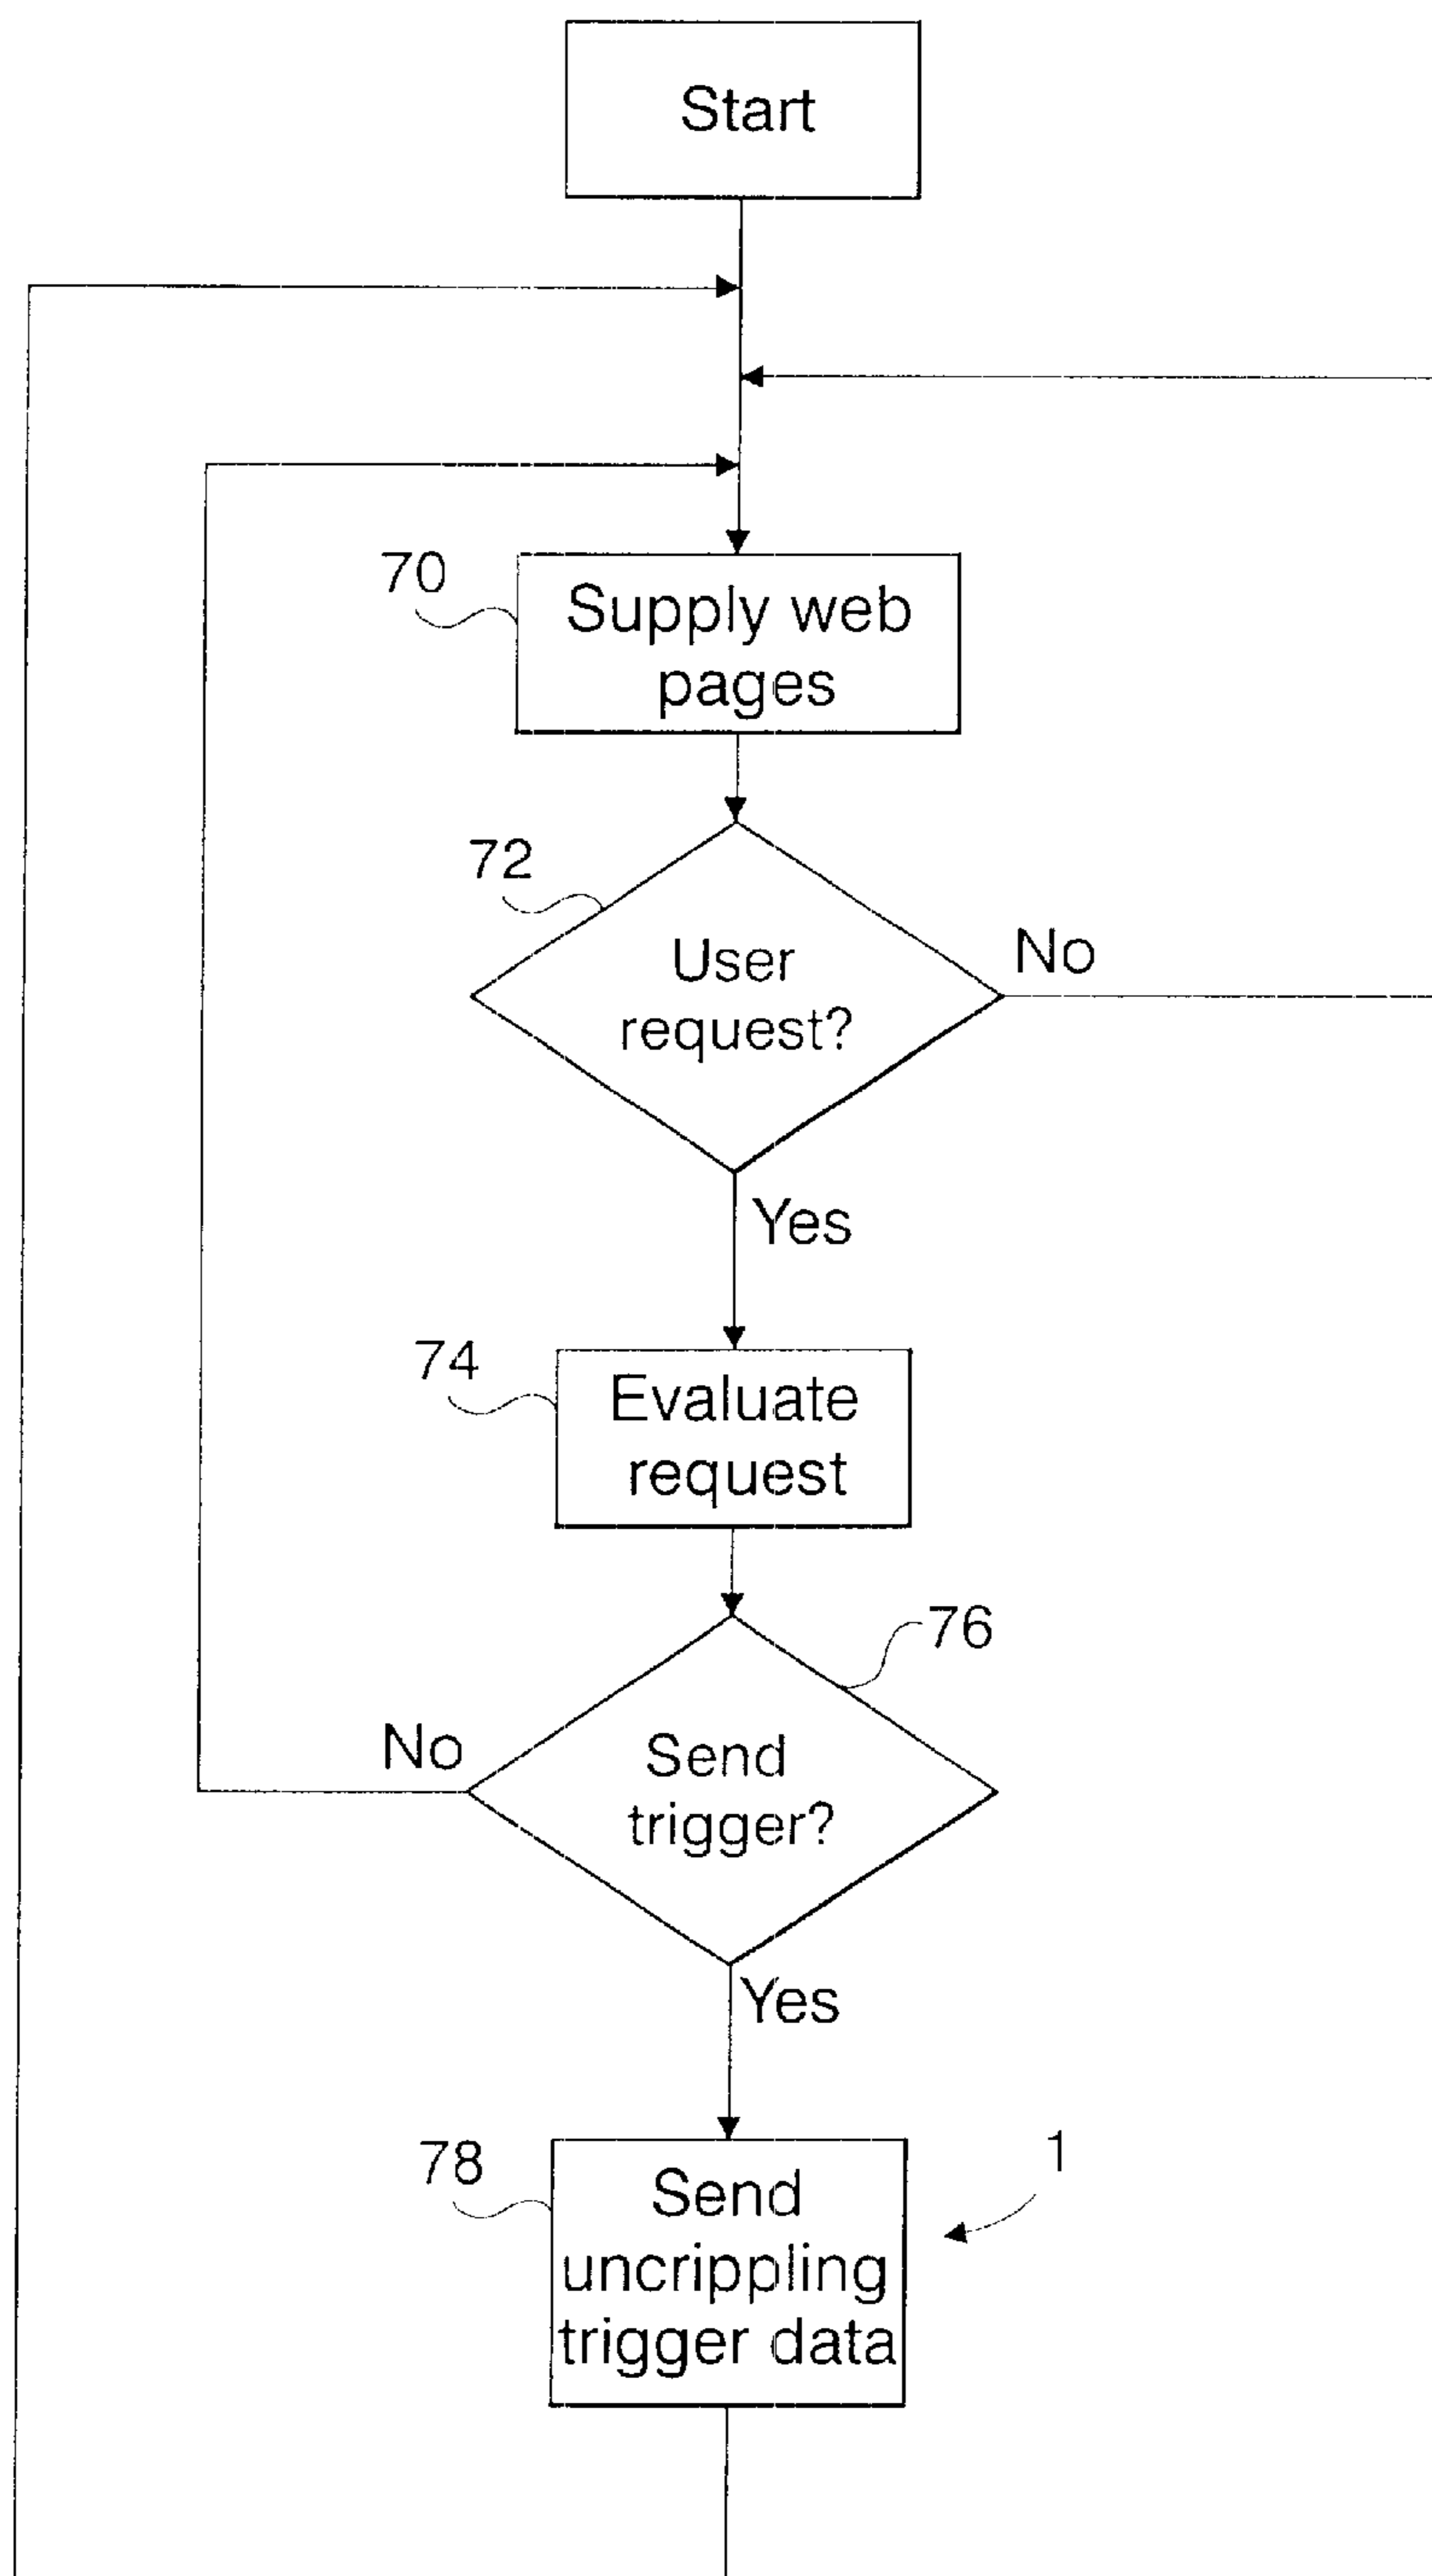 Start
70
Supply web
pages
72
User
request?
No
Yes
74
Evaluate
request
76
No
Send
trigger?
Yes
78
Send
uncrippling
trigger data
1